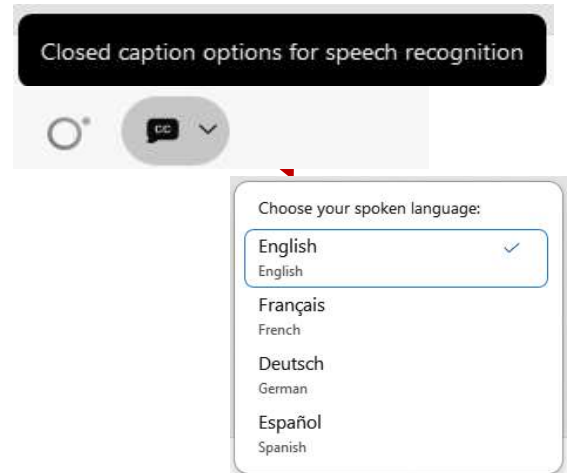 Closed caption options for speech recognition
CC
Choose your spoken language:
English
English
Français
French
Deutsch
German
Español
Spanish